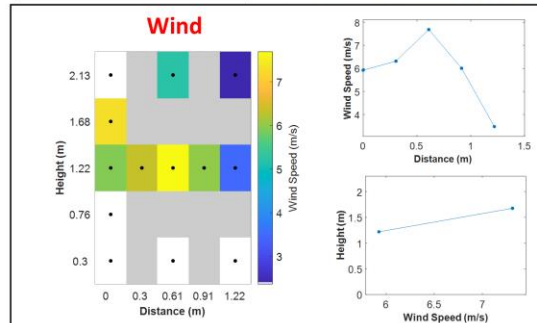 Wind
2.13
1.68
1.22
0.76
0.3
Height (m)
0 0.3 0.61 0.91 1.22
Distance (m)
7
6
5
4
3
Wind Speed (m/s)
8
7
6
5
4
Wind Speed (m/s)
0 0.5 1 1.5
Distance (m)
2
1.5
1
0.5
0
Height (m)
6 6.5 7
Wind Speed (m/s)